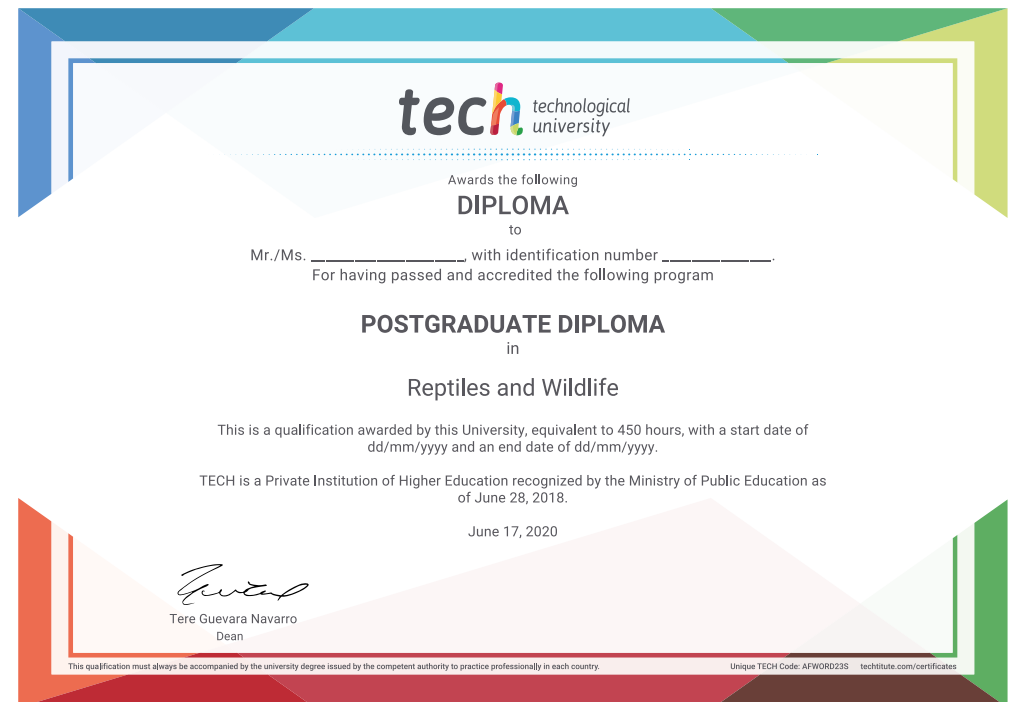 tech technological
university
Awards the following
DIPLOMA
to
Mr./Ms. ____________________, with identification number ______________.
For having passed and accredited the following program
POSTGRADUATE DIPLOMA
in
Reptiles and Wildlife
This is a qualification awarded by this University, equivalent to 450 hours, with a start date of
dd/mm/yyyy and an end date of dd/mm/yyyy.
TECH is a Private Institution of Higher Education recognized by the Ministry of Public Education as
of June 28, 2018.
June 17, 2020
Tere Guevara Navarro
Dean
This qualification must always be accompanied by the university degree issued by the competent authority to practice professionally in each country. Unique TECH Code: AFWORD23S techtitute.com/certificates